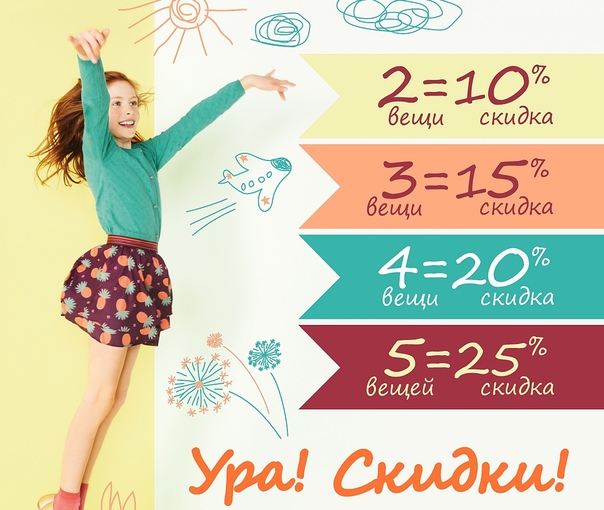 2=10%
вещи скидка
3=15%
вещи скидка
4=20%
вещи скидка
5=25%
вещей скидка
Ура! Скидки!